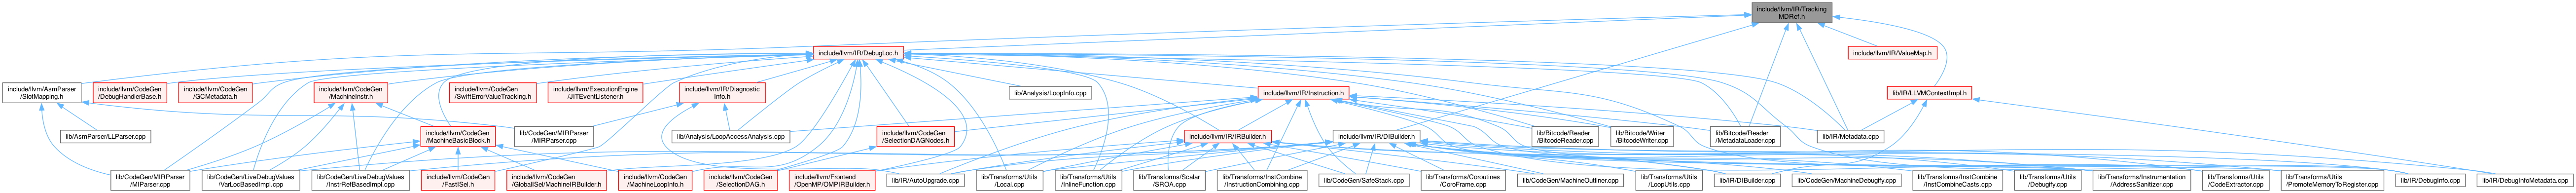 include/llvm/IR/Tracking
MDRef.h
include/llvm/IR/DebugLoc.h
include/llvm/IR/ValueMap.h
include/llvm/AsmParser
/SlotMapping.h
include/llvm/CodeGen
/DebugHandlerBase.h
include/llvm/CodeGen
/GCMetadata.h
include/llvm/CodeGen
/MachineInstr.h
include/llvm/CodeGen
/SwiftErrorValueTracking.h
include/llvm/ExecutionEngine
/JITEventListener.h
include/llvm/IR/Diagnostic
Info.h
lib/Analysis/LoopInfo.cpp
include/llvm/IR/Instruction.h
lib/IR/LLVMContextImpl.h
lib/AsmParser/LLParser.cpp
include/llvm/CodeGen
/MachineBasicBlock.h
lib/CodeGen/MIRParser
/MIRParser.cpp
lib/Analysis/LoopAccessAnalysis.cpp
include/llvm/CodeGen
/SelectionDAGNodes.h
include/llvm/IR/IRBuilder.h
include/llvm/IR/DIBuilder.h
lib/Bitcode/Reader
/BitcodeReader.cpp
lib/Bitcode/Writer
/BitcodeWriter.cpp
lib/Bitcode/Reader
/MetadataLoader.cpp
lib/IR/Metadata.cpp
lib/CodeGen/MIRParser
/MIParser.cpp
lib/CodeGen/LiveDebugValues
/VarLocBasedImpl.cpp
lib/CodeGen/LiveDebugValues
/InstrRefBasedImpl.cpp
include/llvm/CodeGen
/FastISel.h
include/llvm/CodeGen
/GlobalISel/MachineIRBuilder.h
include/llvm/CodeGen
/MachineLoopInfo.h
include/llvm/CodeGen
/SelectionDAG.h
include/llvm/Frontend
/OpenMP/OMPIRBuilder.h
lib/IR/AutoUpgrade.cpp
lib/Transforms/Utils
/Local.cpp
lib/Transforms/Utils
/InlineFunction.cpp
lib/Transforms/Scalar
/SROA.cpp
lib/Transforms/InstCombine
/InstructionCombining.cpp
lib/CodeGen/SafeStack.cpp
lib/Transforms/Coroutines
/CoroFrame.cpp
lib/CodeGen/MachineOutliner.cpp
lib/Transforms/Utils
/LoopUtils.cpp
lib/IR/DIBuilder.cpp
lib/CodeGen/MachineDebugify.cpp
lib/Transforms/InstCombine
/InstCombineCasts.cpp
lib/Transforms/Utils
/Debugify.cpp
lib/Transforms/Instrumentation
/AddressSanitizer.cpp
lib/Transforms/Utils
/CodeExtractor.cpp
lib/Transforms/Utils
/PromoteMemoryToRegister.cpp
lib/IR/DebugInfo.cpp
lib/IR/DebugInfoMetadata.cpp